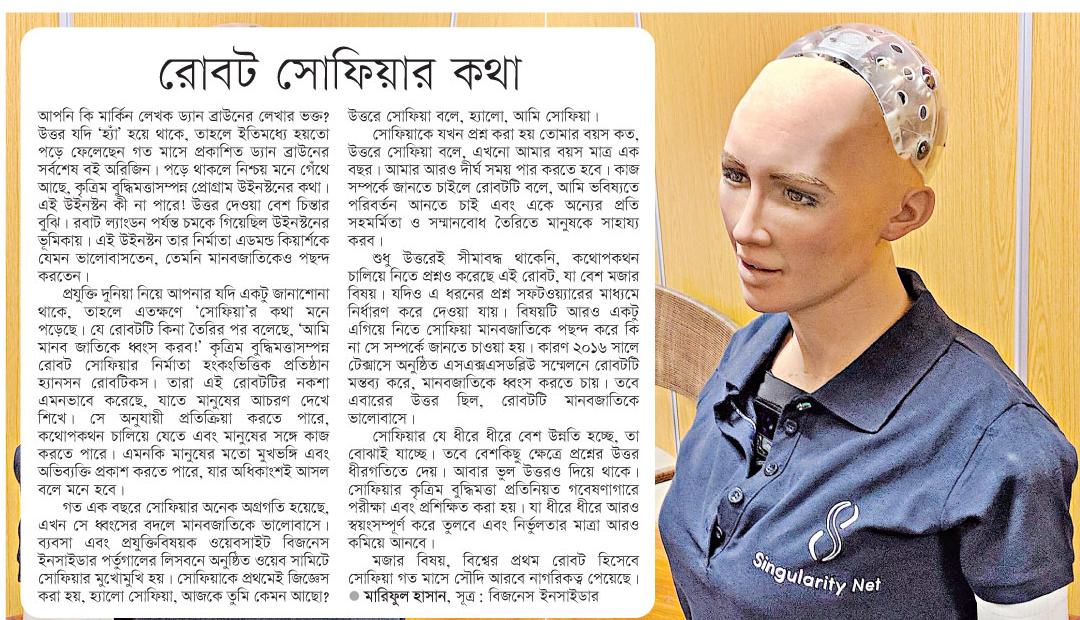 রোবট সোফিয়ার কথা
আপনি কি মার্কিন লেখক ড্যান ব্রাউনের লেখার ভক্ত?
উত্তর যদি ‘হ্যাঁ’ হয়ে থাকে, তাহলে ইতিমধ্যে হয়তো
পড়ে ফেলেছেন গত মাসে প্রকাশিত ড্যান ব্রাউনের
সর্বশেষ বই অরিজিন। পড়ে থাকলে নিশ্চয় মনে গেঁথে
আছে, কৃত্রিম বুদ্ধিমত্তাসম্পন্ন প্রোগ্রাম উইনস্টনের কথা।
এই উইনস্টন কী না পারে! উত্তর দেওয়া বেশ চিন্তার
বুঝি। রবার্ট ল্যাংডন পর্যন্ত চমকে গিয়েছিল উইনস্টনের
ভূমিকায়। এই উইনস্টন তার নির্মাতা এডমন্ড কিয়ার্শকে
যেমন ভালোবাসতেন, তেমনি মানবজাতিকেও পছন্দ
করতেন।
প্রযুক্তি দুনিয়া নিয়ে আপনার যদি একটু জানাশোনা
থাকে, তাহলে এতক্ষণে ‘সোফিয়া’র কথা মনে
পড়েছে। যে রোবটটি কিনা তৈরির পর বলেছে, ‘আমি
মানব জাতিকে ধ্বংস করব!’ কৃত্রিম বুদ্ধিমত্তাসম্পন্ন
রোবট সোফিয়ার নির্মাতা হংকংভিত্তিক প্রতিষ্ঠান
হ্যানসন রোবটিকস। তারা এই রোবটটির নকশা
এমনভাবে করেছে, যাতে মানুষের আচরণ দেখে
শিখে। সে অনুযায়ী প্রতিক্রিয়া করতে পারে,
কথোপকথন চালিয়ে যেতে এবং মানুষের সঙ্গে কাজ
করতে পারে। এমনকি মানুষের মতো মুখভঙ্গি এবং
অভিব্যক্তি প্রকাশ করতে পারে, যার অধিকাংশই আসল
বলে মনে হবে।
গত এক বছরে সোফিয়ার অনেক অগ্রগতি হয়েছে,
এখন সে ধ্বংসের বদলে মানবজাতিকে ভালোবাসে।
ব্যবসা এবং প্রযুক্তিবিষয়ক ওয়েবসাইট বিজনেস
ইনসাইডার পর্তুগালের লিসবনে অনুষ্ঠিত ওয়েব সামিটে
সোফিয়ার মুখোমুখি হয়। সোফিয়াকে প্রথমেই জিজ্ঞেস
করা হয়, হ্যালো সোফিয়া, আজকে তুমি কেমন আছো?
উত্তরে সোফিয়া বলে, হ্যালো, আমি সোফিয়া।
সোফিয়াকে যখন প্রশ্ন করা হয় তোমার বয়স কত,
উত্তরে সোফিয়া বলে, এখনো আমার বয়স মাত্র এক
বছর। আমার আরও দীর্ঘ সময় পার করতে হবে। কাজ
সম্পর্কে জানতে চাইলে রোবটটি বলে, আমি ভবিষ্যতে
পরিবর্তন আনতে চাই এবং একে অন্যের প্রতি
সহমর্মিতা ও সম্মানবোধ তৈরিতে মানুষকে সাহায্য
করব।
শুধু উত্তরেই সীমাবদ্ধ থাকেনি, কথোপকথন
চালিয়ে নিতে প্রশ্নও করেছে এই রোবট, যা বেশ মজার
বিষয়। যদিও এ ধরনের প্রশ্ন সফটওয়্যারের মাধ্যমে
নির্ধারণ করে দেওয়া যায়। বিষয়টি আরও একটু
এগিয়ে নিতে সোফিয়া মানবজাতিকে পছন্দ করে কি
না সে সম্পর্কে জানতে চাওয়া হয়। কারণ ২০১৬ সালে
টেক্সাসে অনুষ্ঠিত এসএক্সএসডব্লিউ সম্মেলনে রোবটটি
মন্তব্য করে, মানবজাতিকে ধ্বংস করতে চায়। তবে
এবারের উত্তর ছিল, রোবটটি মানবজাতিকে
ভালোবাসে।
সোফিয়ার যে ধীরে ধীরে বেশ উন্নতি হচ্ছে, তা
বোঝাই যাচ্ছে। তবে বেশকিছু ক্ষেত্রে প্রশ্নের উত্তর
ধীরগতিতে দেয়। আবার ভুল উত্তরও দিয়ে থাকে।
সোফিয়ার কৃত্রিম বুদ্ধিমত্তা প্রতিনিয়ত গবেষণাগারে
পরীক্ষা এবং প্রশিক্ষিত করা হয়। যা ধীরে ধীরে আরও
স্বয়ংসম্পূর্ণ করে তুলবে এবং নির্ভুলতার মাত্রা আরও
কমিয়ে আনবে।
মজার বিষয়, বিশ্বের প্রথম রোবট হিসেবে
সোফিয়া গত মাসে সৌদি আরবে নাগরিকত্ব পেয়েছে।
● মারিফুল হাসান, সূত্র : বিজনেস ইনসাইডার
Singularity Net